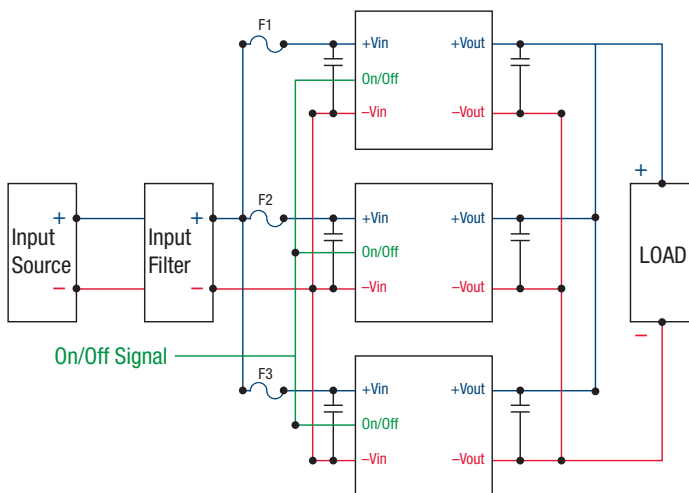 F1
+Vin
+Vout
On/Off
–Vin
–Vout
F2
+
+
+
Input
Source
Input
Filter
+Vin
+Vout
On/Off
LOAD
–
–
–Vin
–Vout
–
On/Off Signal
F3
+Vin
+Vout
On/Off
–Vin
–Vout